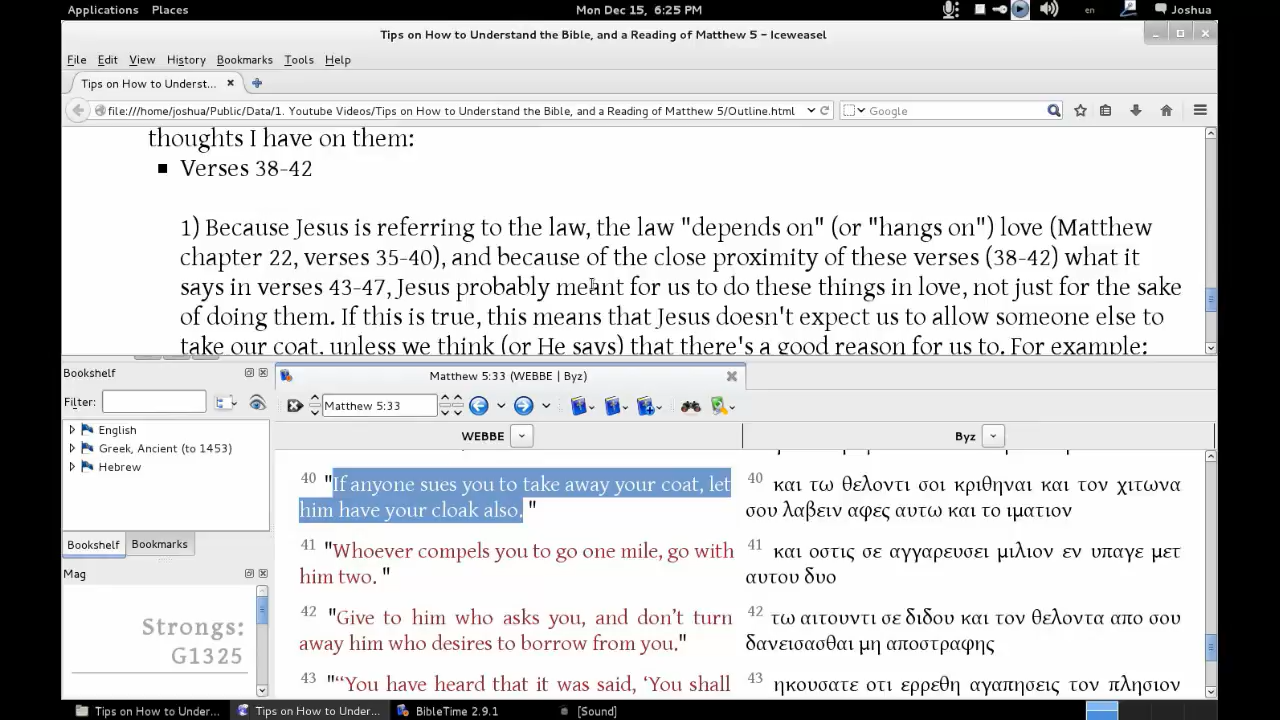 Applications Places Mon Dec 15, 6:25 PM en Joshua
Tips on How to Understand the Bible, and a Reading of Matthew 5 – Iceweasel
File Edit View History Bookmarks Tools Help
Tips on How to Underst...
file:///home/joshua/Public/Data/1. Youtube Videos/Tips on How to Understand the Bible, and a Reading of Matthew 5/Outline.html Google
thoughts I have on them:
Verses 38-42
1) Because Jesus is referring to the law, the law "depends on" (or "hangs on") love (Matthew
chapter 22, verses 35-40), and because of the close proximity of these verses (38-42) what it
says in verses 43-47, Jesus probably meant for us to do these things in love, not just for the sake
of doing them. If this is true, this means that Jesus doesn't expect us to allow someone else to
take our coat, unless we think (or He says) that there's a good reason for us to. For example:
Bookshelf
Filter:
English
Greek, Ancient (to 1453)
Hebrew
Bookshelf Bookmarks
Mag
Strongs:
G1325
Matthew 5:33 (WEBBE | Byz)
Matthew 5:33
WEBBE Byz
40 "If anyone sues you to take away your coat, let
him have your cloak also. "
41 "Whoever compels you to go one mile, go with
him two. "
42 "Give to him who asks you, and don’t turn
away him who desires to borrow from you."
43 "“You have heard that it was said, ‘You shall
40 και τω θελοντι σοι κριθηναι και τον χιτωνα
σου λαβειν αφες αυτω και το ιματιον
41 και οστις σε αγγαρευσει μιλιον εν υπαγε μετ
αυτου δυο
42 τω αιτουντι σε διδου και τον θελοντα απο σου
δανεισασθαι μη αποστραφης
43 ηκουσατε οτι ερρεθη αγαπησεις τον πλησιον
Tips on How to Under... Tips on How to Under... BibleTime 2.9.1 [Sound]